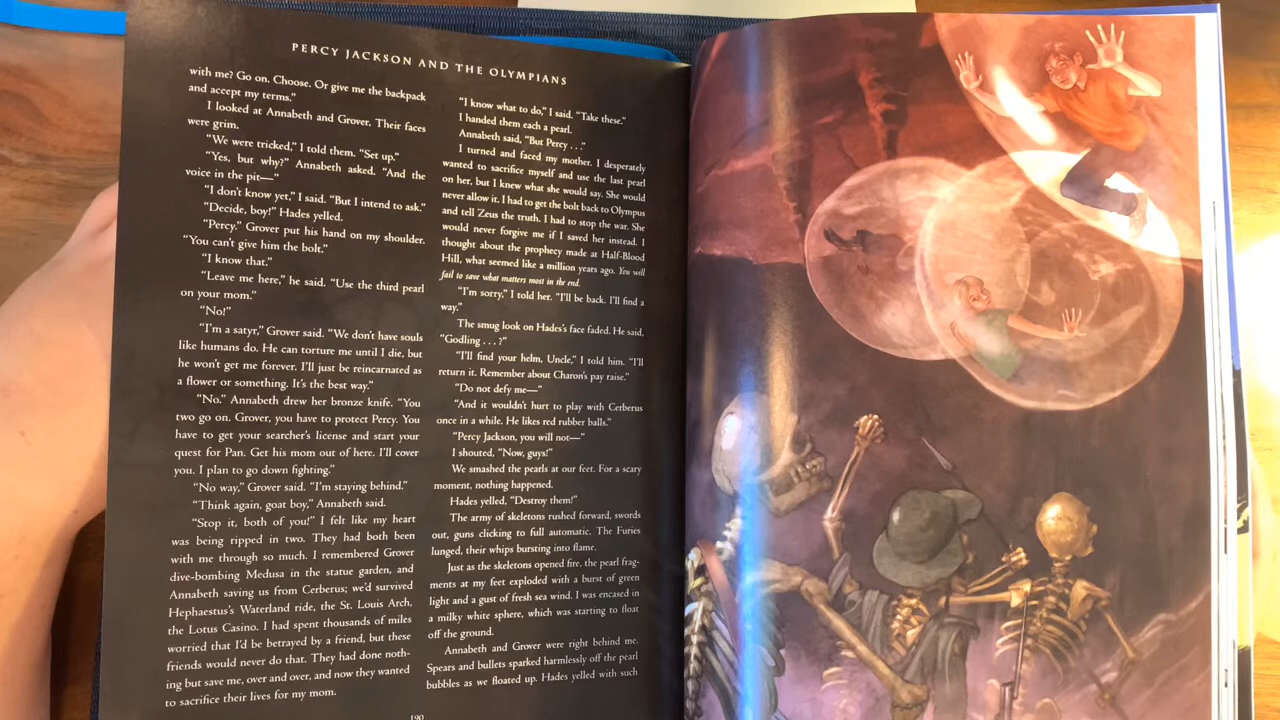 PERCY JACKSON AND THE OLYMPIANS
with me? Go on. Choose. Or give me the backpack
and accept my terms.”
I looked at Annabeth and Grover. Their faces
were grim.
“We were tricked,” I told them. “Set up.”
“Yes, but why?” Annabeth asked. “And the
voice in the pit—”
“I don’t know yet,” I said. “But I intend to ask.”
“Decide, boy!” Hades yelled.
“Percy.” Grover put his hand on my shoulder.
“You can’t give him the bolt.”
“I know that.”
“Leave me here,” he said. “Use the third pearl
on your mom.”
“No!”
“I’m a satyr,” Grover said. “We don’t have souls
like humans do. He can torture me until I die, but
he won’t get me forever. I’ll just be reincarnated as
a flower or something. It’s the best way.”
“No.” Annabeth drew her bronze knife. “You
two go on. Grover, you have to protect Percy. You
have to get your searcher’s license and start your
quest for Pan. Get his mom out of here. I’ll cover
you. I plan to go down fighting.”
“No way,” Grover said. “I’m staying behind.”
“Think again, goat boy,” Annabeth said.
“Stop it, both of you!” I felt like my heart
was being ripped in two. They had both been
with me through so much. I remembered Grover
dive-bombing Medusa in the statue garden, and
Annabeth saving us from Cerberus; we’d survived
Hephaestus’s Waterland ride, the St. Louis Arch,
the Lotus Casino. I had spent thousands of miles
worried that I’d be betrayed by a friend, but these
friends would never do that. They had done noth-
ing but save me, over and over, and now they wanted
to sacrifice their lives for my mom.
“I know what to do,” I said. “Take these.”
I handed them each a pearl.
Annabeth said, “But Percy . . .”
I turned and faced my mother. I desperately
wanted to sacrifice myself and use the last pearl
on her, but I knew what she would say. She would
never allow it. I had to get the bolt back to Olympus
and tell Zeus the truth. I had to stop the war. She
would never forgive me if I saved her instead. I
thought about the prophecy made at Half-Blood
Hill, what seemed like a million years ago. You will
fail to save what matters most in the end.
“I’m sorry,” I told her. “I’ll be back. I’ll find a
way.”
The smug look on Hades’s face faded. He said,
“Godling . . . ?”
“I’ll find your helm, Uncle,” I told him. “I’ll
return it. Remember about Charon’s pay raise.”
“Do not defy me—”
“And it wouldn’t hurt to play with Cerberus
once in a while. He likes red rubber balls.”
“Percy Jackson, you will not—”
I shouted, “Now, guys!”
We smashed the pearls at our feet. For a scary
moment, nothing happened.
Hades yelled, “Destroy them!”
The army of skeletons rushed forward, swords
out, guns clicking to full automatic. The Furies
lunged, their whips bursting into flame.
Just as the skeletons opened fire, the pearl frag-
ments at my feet exploded with a burst of green
light and a gust of fresh sea wind. I was encased in
a milky white sphere, which was starting to float
off the ground.
Annabeth and Grover were right behind me.
Spears and bullets sparked harmlessly off the pearl
bubbles as we floated up. Hades yelled with such
190